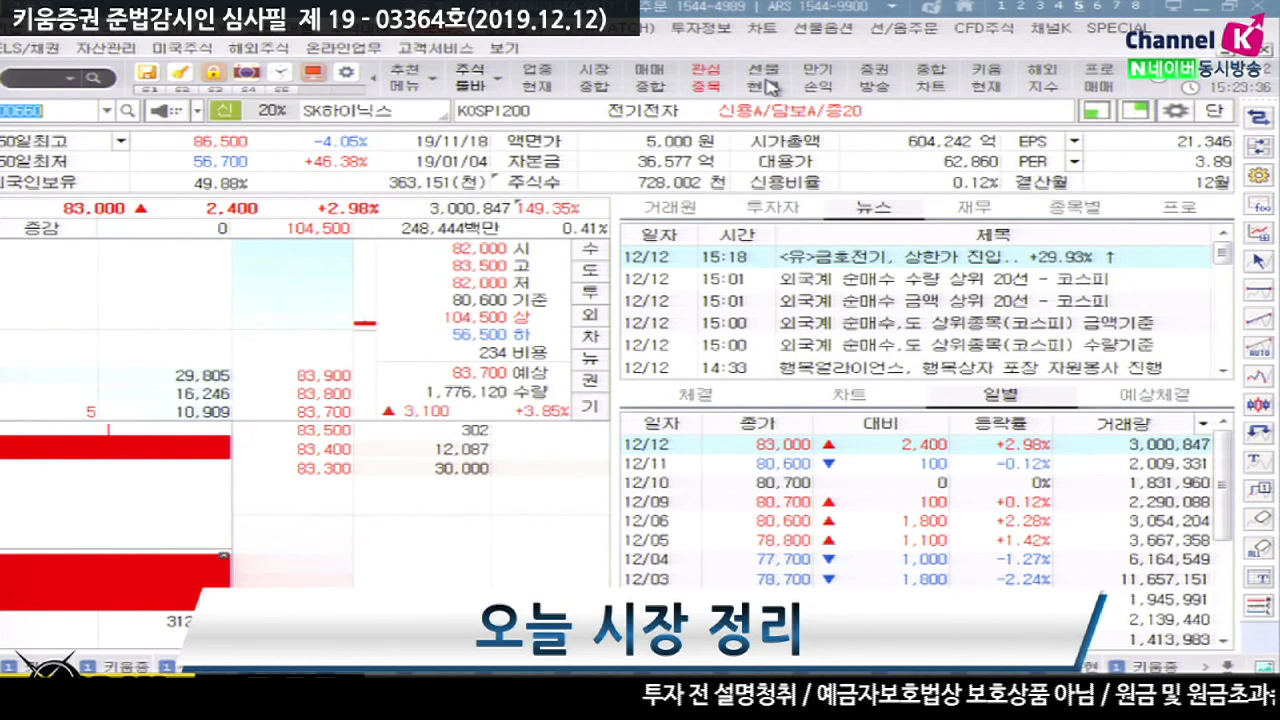 키움증권 준법감시인 심사필 제 19 - 03364호(2019.12.12)
주문 1544-4989 | ARS 1544-9900
1 2 3 4 5 6 7 8
투자정보 차트 선물옵션 선/옵주문 CFD주식 채널K SPECIAL
Channel K
ELS/채권 자산관리 미국주식 해외주식 온라인업무 고객서비스 보기
N네이버 동시방송
추천 메뉴 주식 툴바 업종 현재 시장 종합 매매 종합 관심 종목 선물 만기 손익 증권 방송 종합 차트 키움 현재 해외 지수 프로 매매
15:23:36
000660 신 20% SK하이닉스 KOSPI200 전기전자 신용A/담보A/증20 단
50일최고 86,500 -4.05% 19/11/18 액면가 5,000 원 시가총액 604,242 억 EPS 21,346
50일최저 56,700 +46.38% 19/01/04 자본금 36,577 억 대용가 62,860 PER 3.89
외국인보유 49.88% 363,151(천) 주식수 728,002 천 신용비율 0.12% 결산월 12월
83,000 ▲ 2,400 +2.98% 3,000,847 149.35%
증감 0 104,500 248,444백만 0.41%
82,000 시
83,500 고
82,000 저
80,600 기준
104,500 상
56,500 하
234 비용
83,700 예상
1,776,120 수량
▲ 3,100 +3.85%
수
도
투
외
차
뉴
권
기
29,805 83,900
16,246 83,800
5 10,909 83,700
83,500 302
83,400 12,087
83,300 30,000
312
거래원 투자자 뉴스 재무 종목별 프로
일자 시간 제목
12/12 15:18 <유>금호전기, 상한가 진입.. +29.93% ↑
12/12 15:01 외국계 순매수 수량 상위 20선 - 코스피
12/12 15:01 외국계 순매수 금액 상위 20선 - 코스피
12/12 15:00 외국계 순매수,도 상위종목(코스피) 금액기준
12/12 15:00 외국계 순매수,도 상위종목(코스피) 수량기준
12/12 14:33 행복얼라이언스, 행복상자 포장 자원봉사 진행
체결 차트 일별 예상체결
일자 종가 대비 등락률 거래량
12/12 83,000 ▲ 2,400 +2.98% 3,000,847
12/11 80,600 ▼ 100 -0.12% 2,009,331
12/10 80,700 0 0% 1,831,960
12/09 80,700 ▲ 100 +0.12% 2,290,088
12/06 80,600 ▲ 1,800 +2.28% 3,054,204
12/05 78,800 ▲ 1,100 +1.42% 3,667,358
12/04 77,700 ▼ 1,000 -1.27% 6,164,549
12/03 78,700 ▼ 1,800 -2.24% 11,657,151
1,945,991
2,139,440
1,413,983
오늘 시장 정리
1 1 키움증 1 1 키움증
투자 전 설명청취 / 예금자보호법상 보호상품 아님 / 원금 및 원금초과